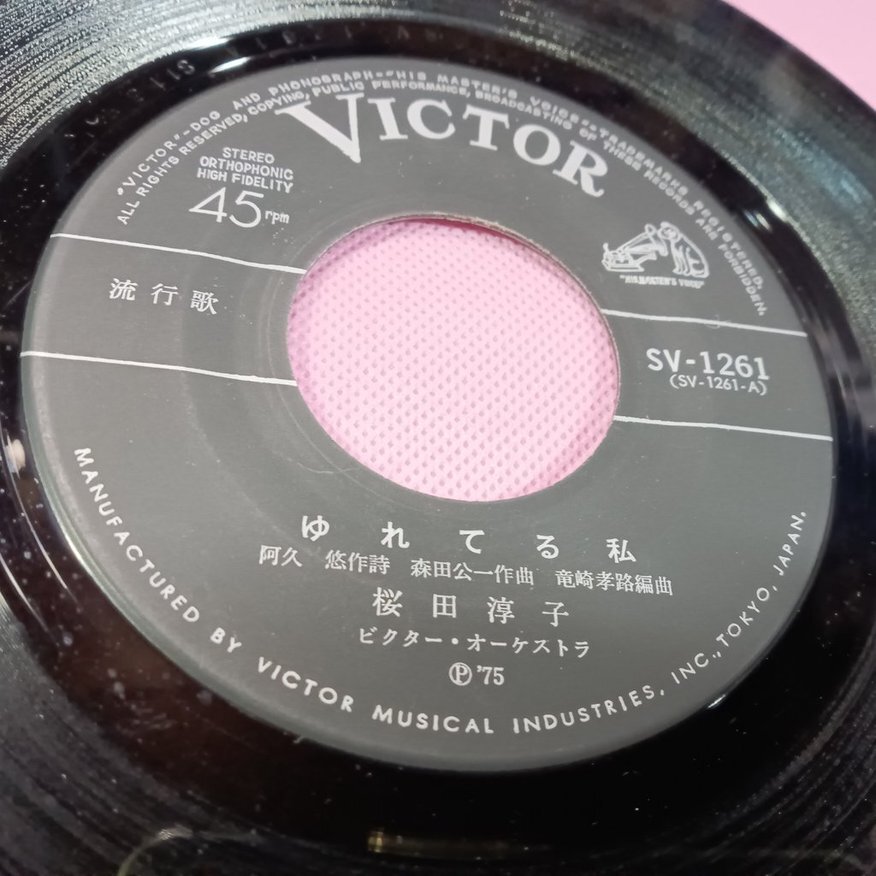 "VICTOR"-DOG AND PHONOGRAPH-"HIS MASTER'S VOICE"-TRADEMARKS REGISTERED.
ALL RIGHTS RESERVED, COPYING, PUBLIC PERFORMANCE, BROADCASTING OF THESE RECORDS ARE FORBIDDEN.
VICTOR
STEREO
ORTHOPHONIC
HIGH FIDELITY
45rpm
"HIS MASTER'S VOICE"
流行歌
SV-1261
(SV-1261-A)
ゆれてる私
阿久 悠作詩 森田公一作曲 竜崎孝路編曲
桜田淳子
ビクター・オーケストラ
Ⓟ'75
MANUFACTURED BY VICTOR MUSICAL INDUSTRIES, INC., TOKYO, JAPAN.